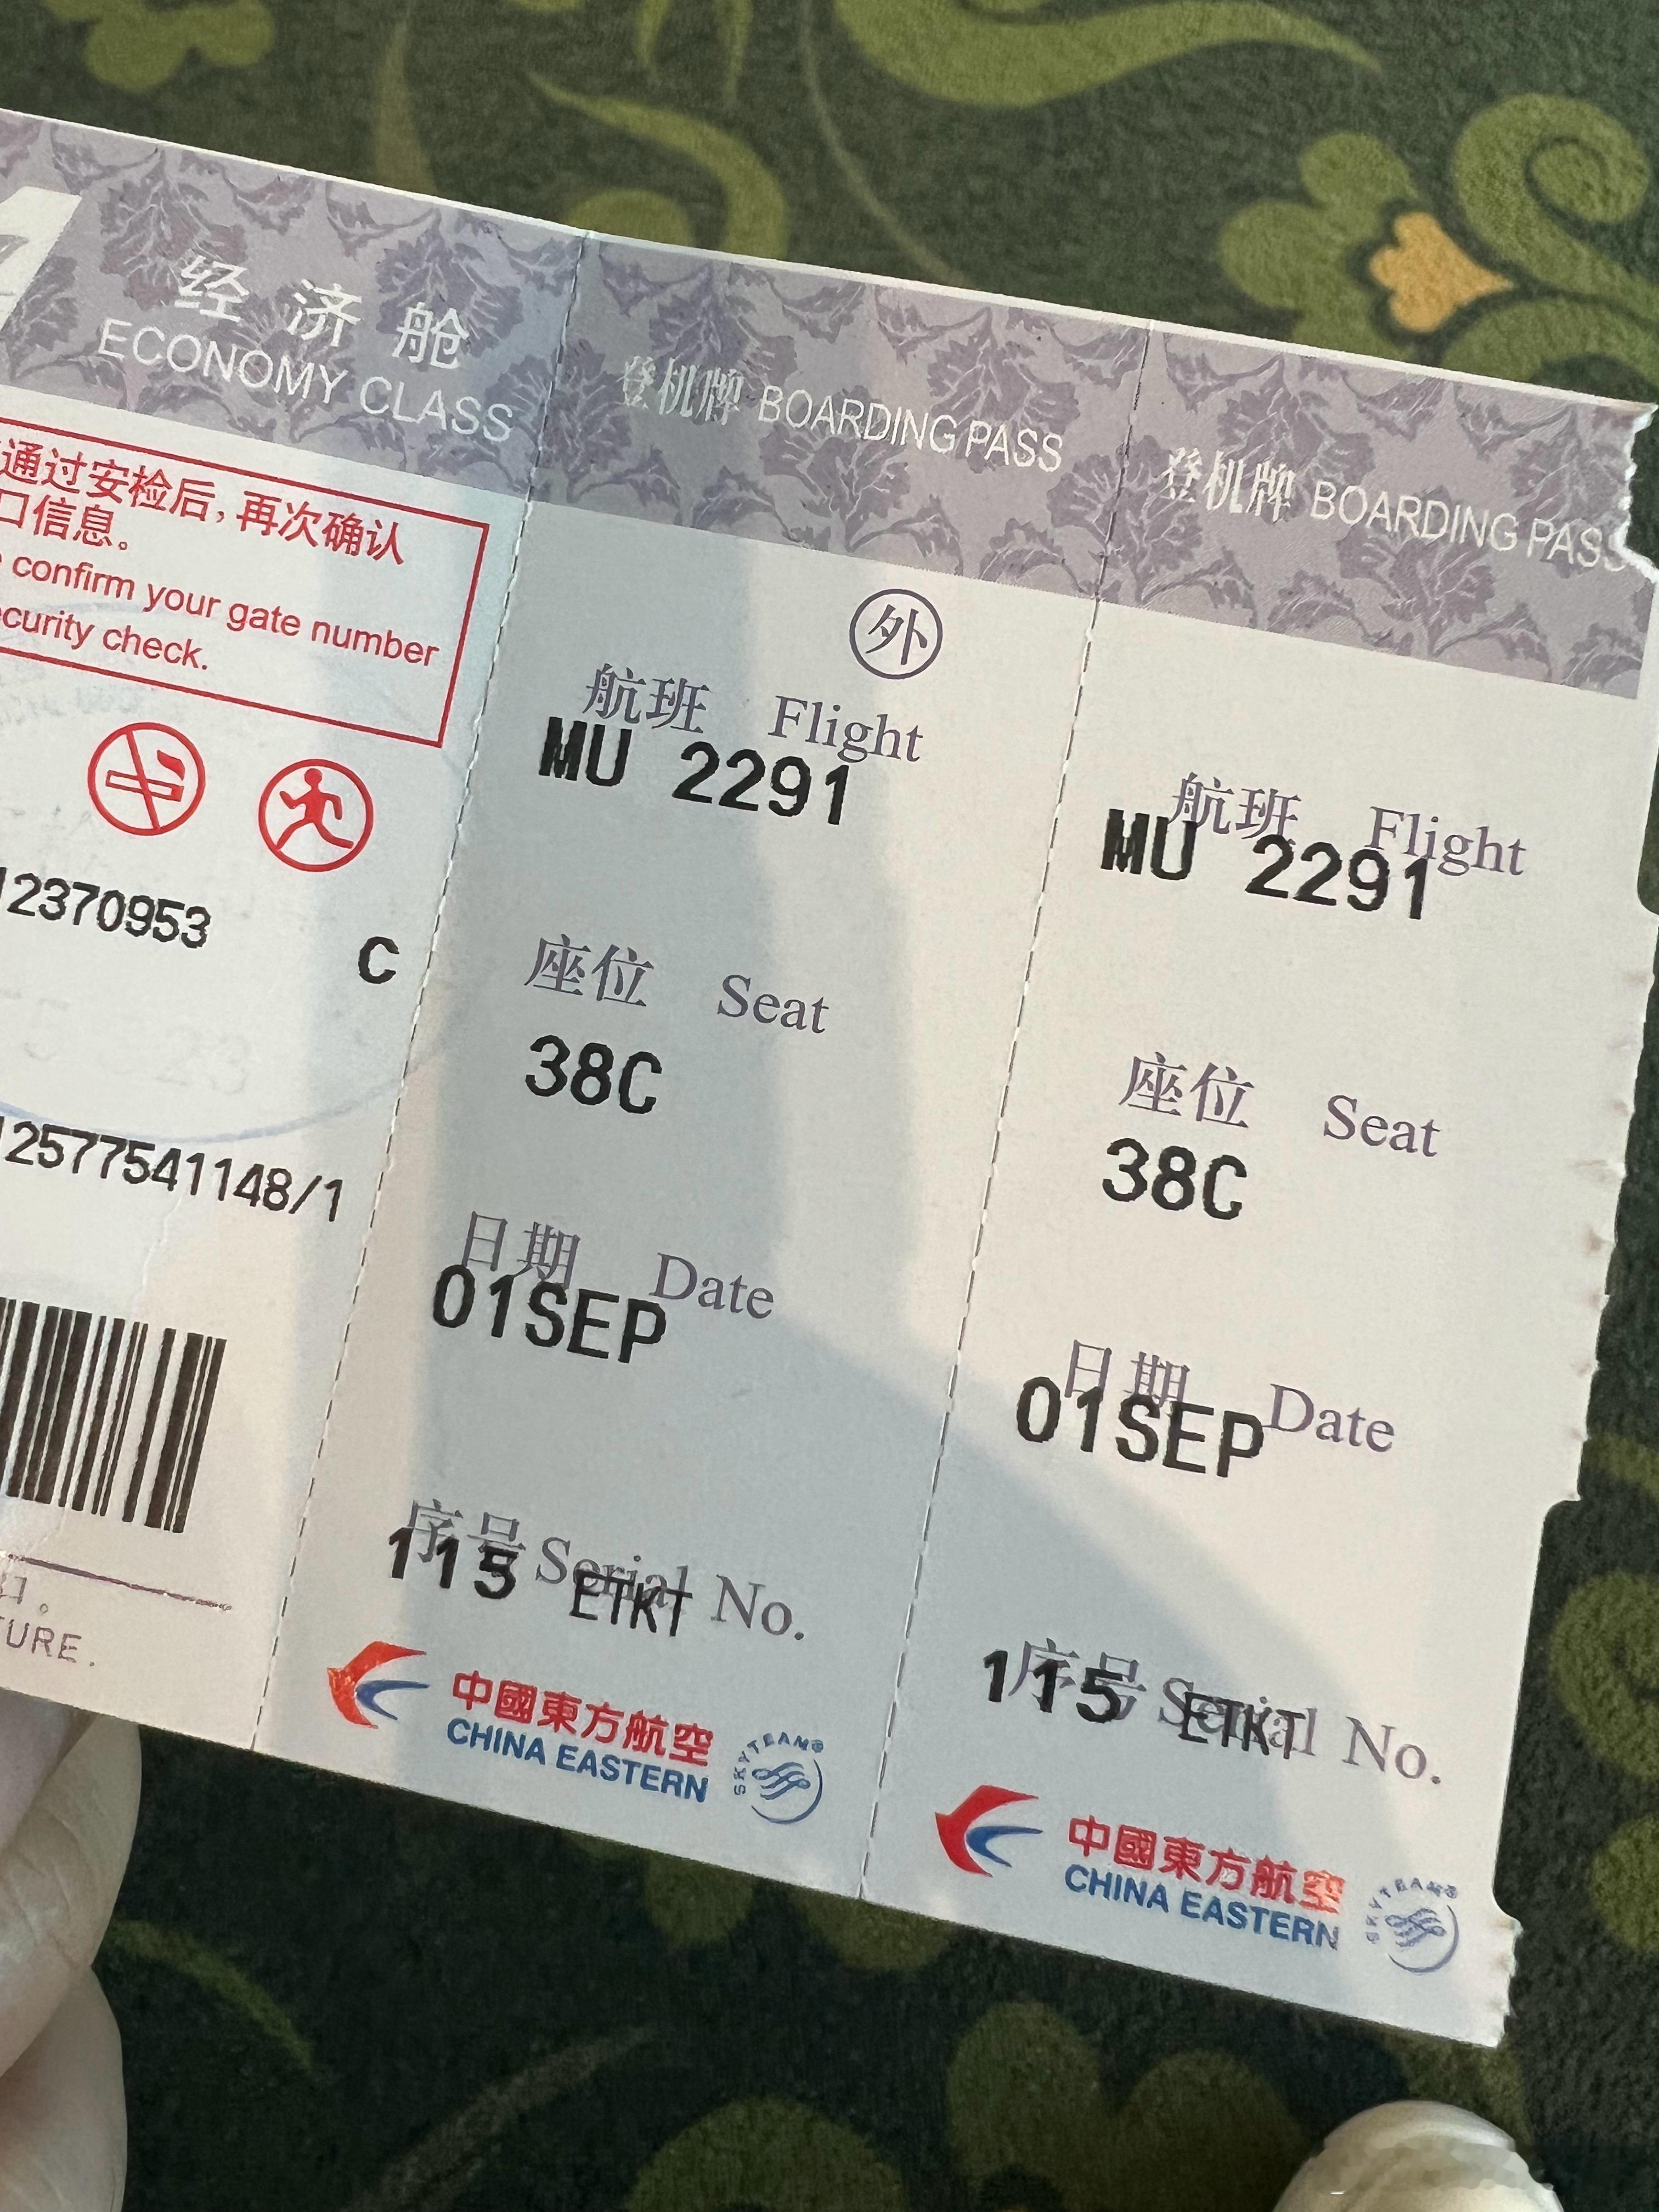 经济舱
ECONOMY CLASS
通过安检后，再次确认
口信息。
confirm your gate number
curity check.
12370953
C
12577541148/1
。
TURE.
登机牌 BOARDING PASS
外
航班 Flight
MU 2291
座位 Seat
38C
日期 Date
01SEP
序号 Serial No.
115 ETKT
中國東方航空
CHINA EASTERN
SKYTEAM
登机牌 BOARDING PASS
航班 Flight
MU 2291
座位 Seat
38C
日期 Date
01SEP
序号 Serial No.
115 ETKT
中國東方航空
CHINA EASTERN
SKYTEAM